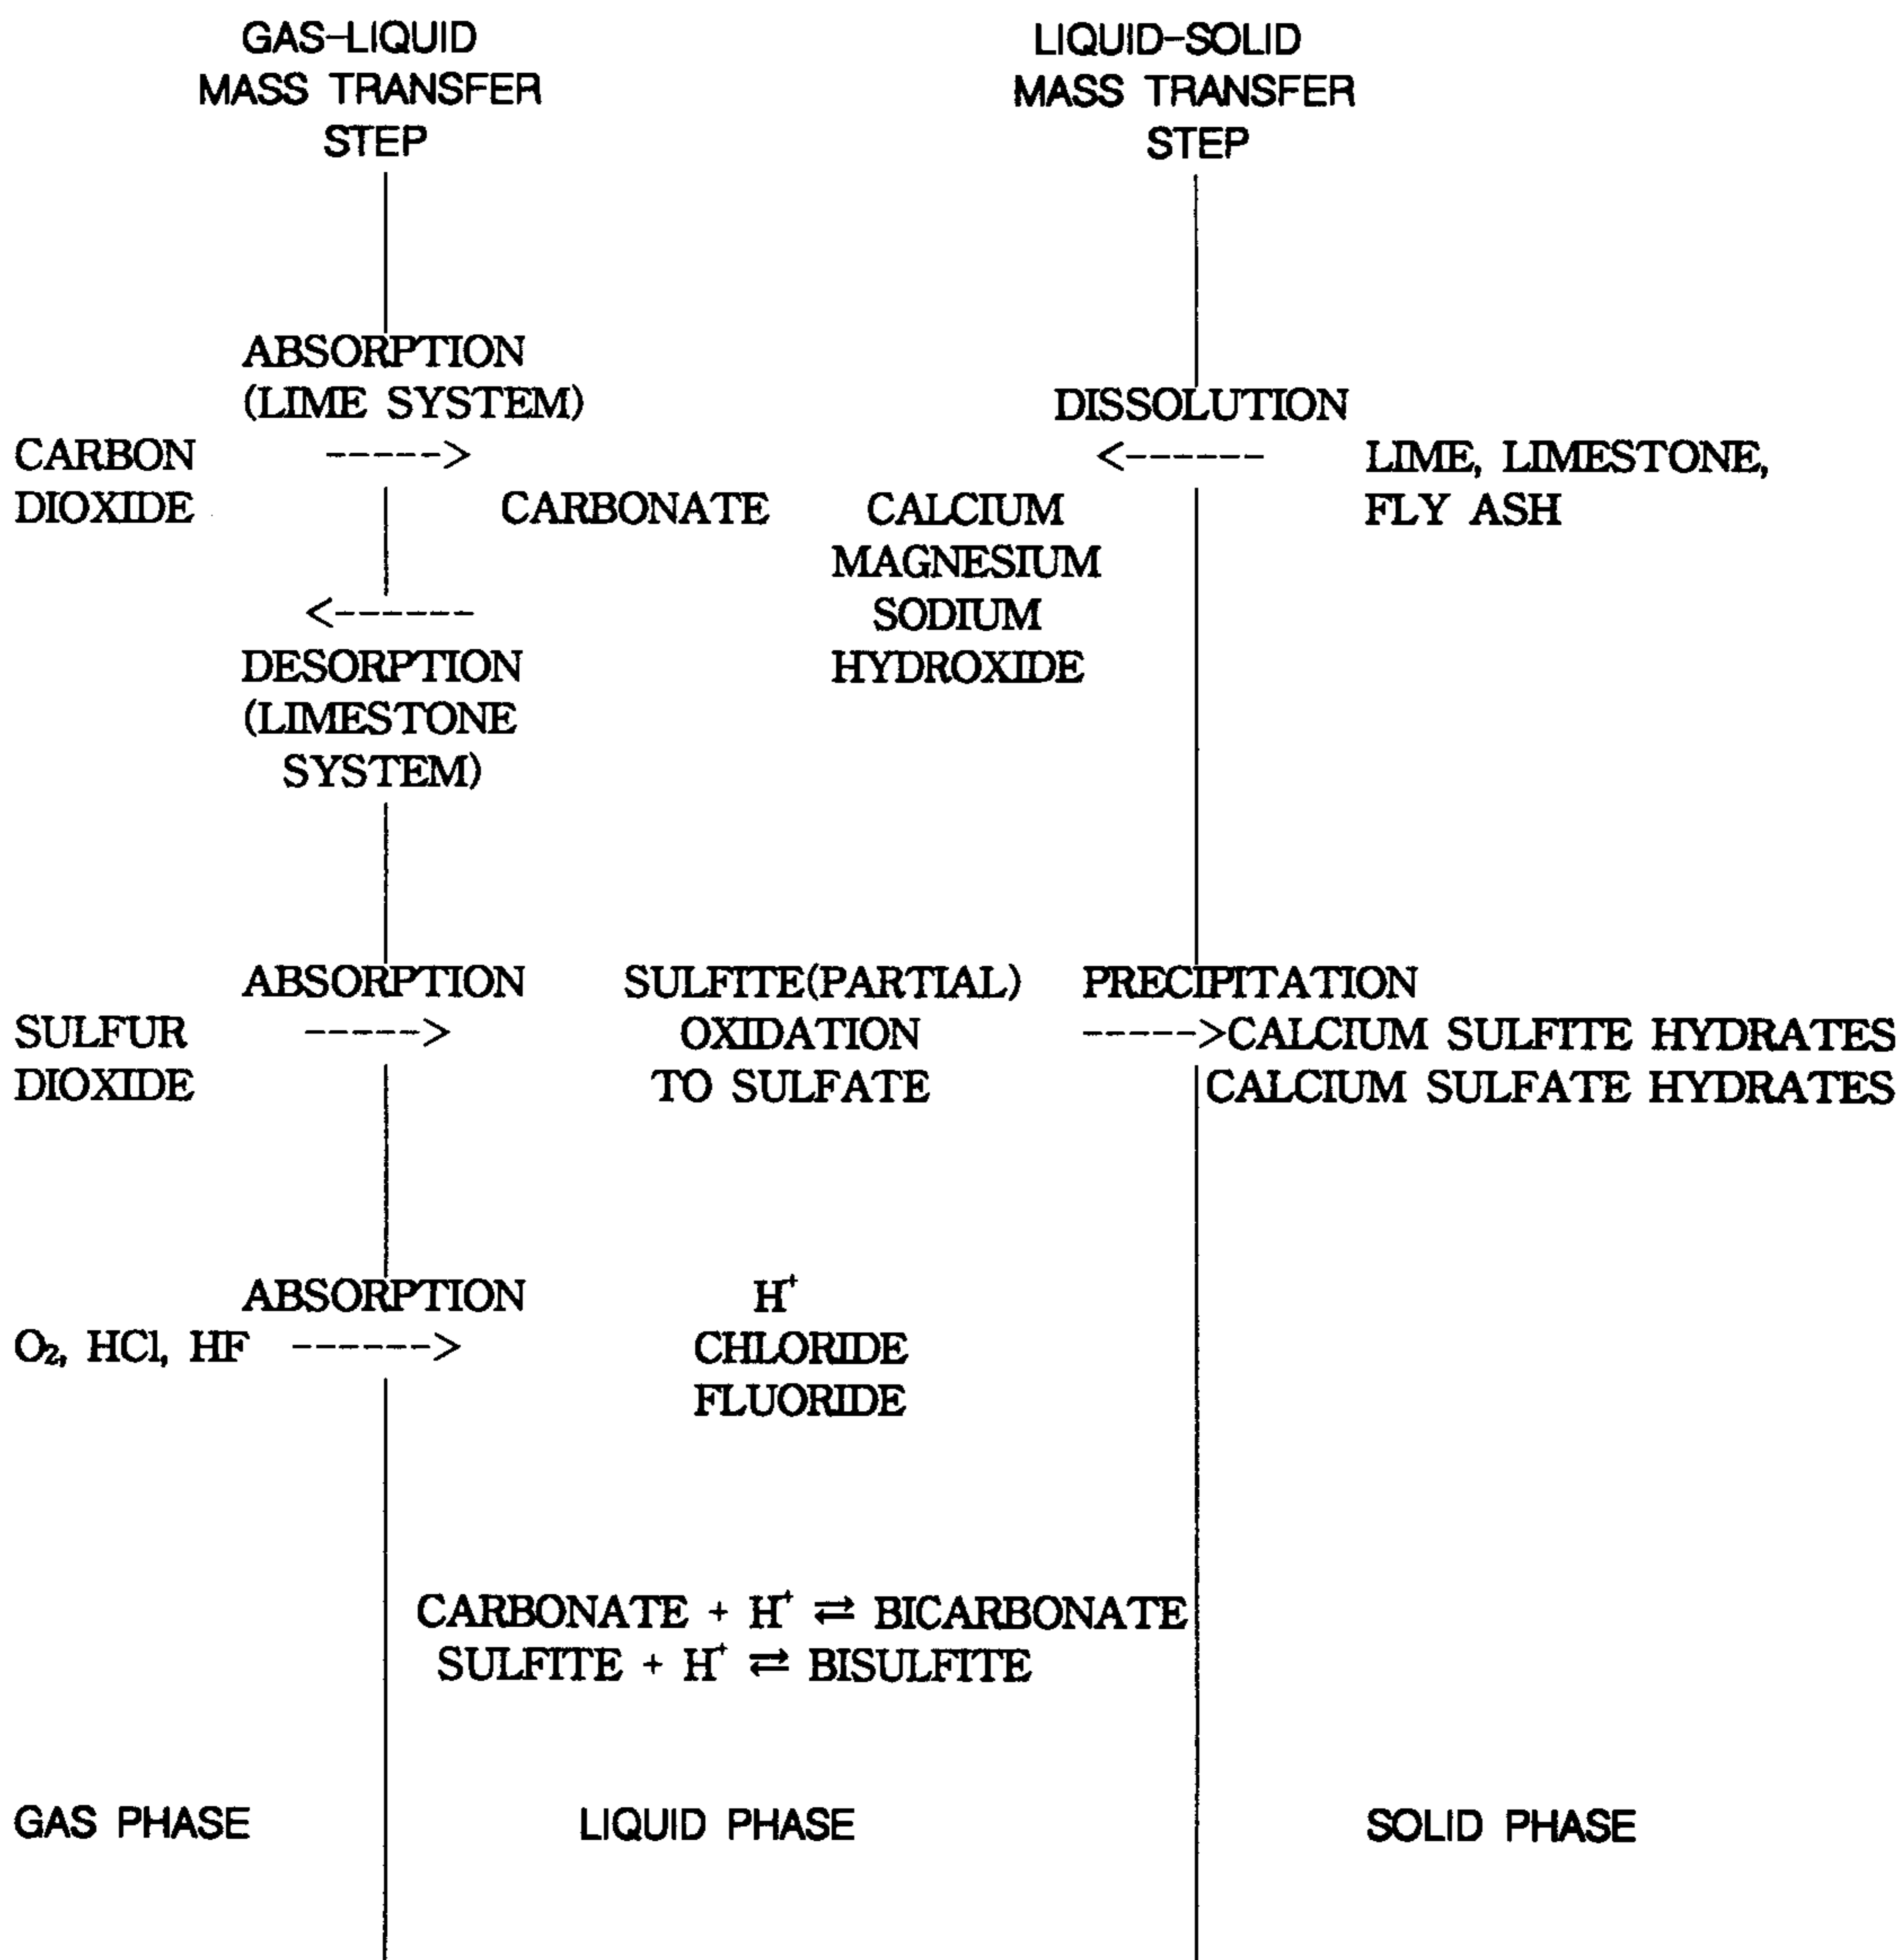 GAS-LIQUID
MASS TRANSFER
STEP
LIQUID-SOLID
MASS TRANSFER
STEP
ABSORPTION
(LIME SYSTEM)
----->
CARBON
DIOXIDE
CARBONATE
<------
DESORPTION
(LIMESTONE
SYSTEM)
CALCIUM
MAGNESIUM
SODIUM
HYDROXIDE
DISSOLUTION
<------
LIME, LIMESTONE,
FLY ASH
SULFUR
DIOXIDE
ABSORPTION
----->
SULFITE(PARTIAL)
OXIDATION
TO SULFATE
PRECIPITATION
----->CALCIUM SULFITE HYDRATES
CALCIUM SULFATE HYDRATES
ABSORPTION
O₂, HCl, HF ------>
H⁺
CHLORIDE
FLUORIDE
CARBONATE + H⁺ ⇄ BICARBONATE
SULFITE + H⁺ ⇄ BISULFITE
GAS PHASE
LIQUID PHASE
SOLID PHASE